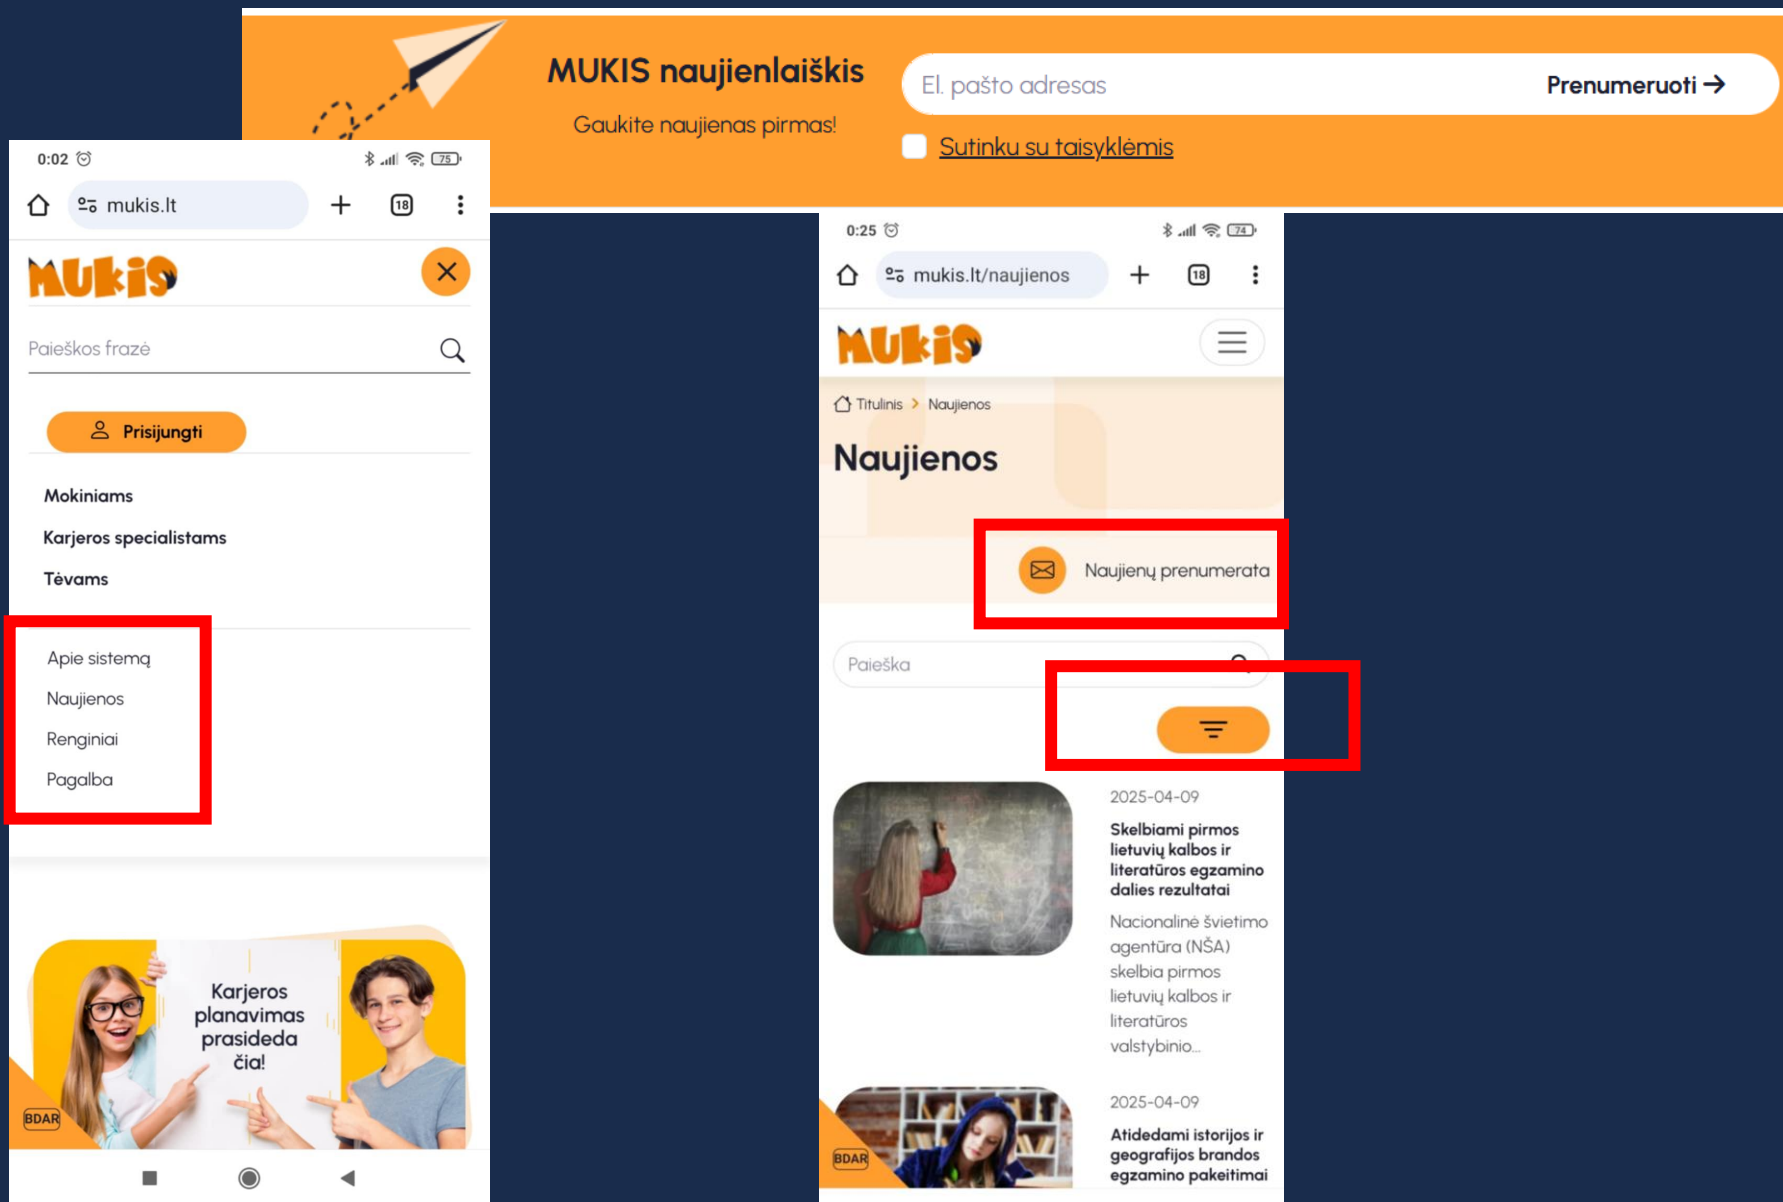 MUKIS naujienlaiškis
Gaukite naujienas pirmas!
El. pašto adresas
Prenumeruoti →
Sutinku su taisyklėmis
0:02
75
mukis.lt
18
MUKIS
Paieškos frazė
Prisijungti
Mokiniams
Karjeros specialistams
Tėvams
Apie sistemą
Naujienos
Renginiai
Pagalba
Karjeros
planavimas
prasideda
čia!
BDAR
0:25
74
mukis.lt/naujienos
18
MUKIS
Titulinis > Naujienos
Naujienos
Naujienų prenumerata
Paieška
2025-04-09
Skelbiami pirmos
lietuvių kalbos ir
literatūros egzamino
dalies rezultatai
Nacionalinė švietimo
agentūra (NŠA)
skelbia pirmos
lietuvių kalbos ir
literatūros
valstybinio...
2025-04-09
Atidedami istorijos ir
geografijos brandos
egzamino pakeitimai
BDAR